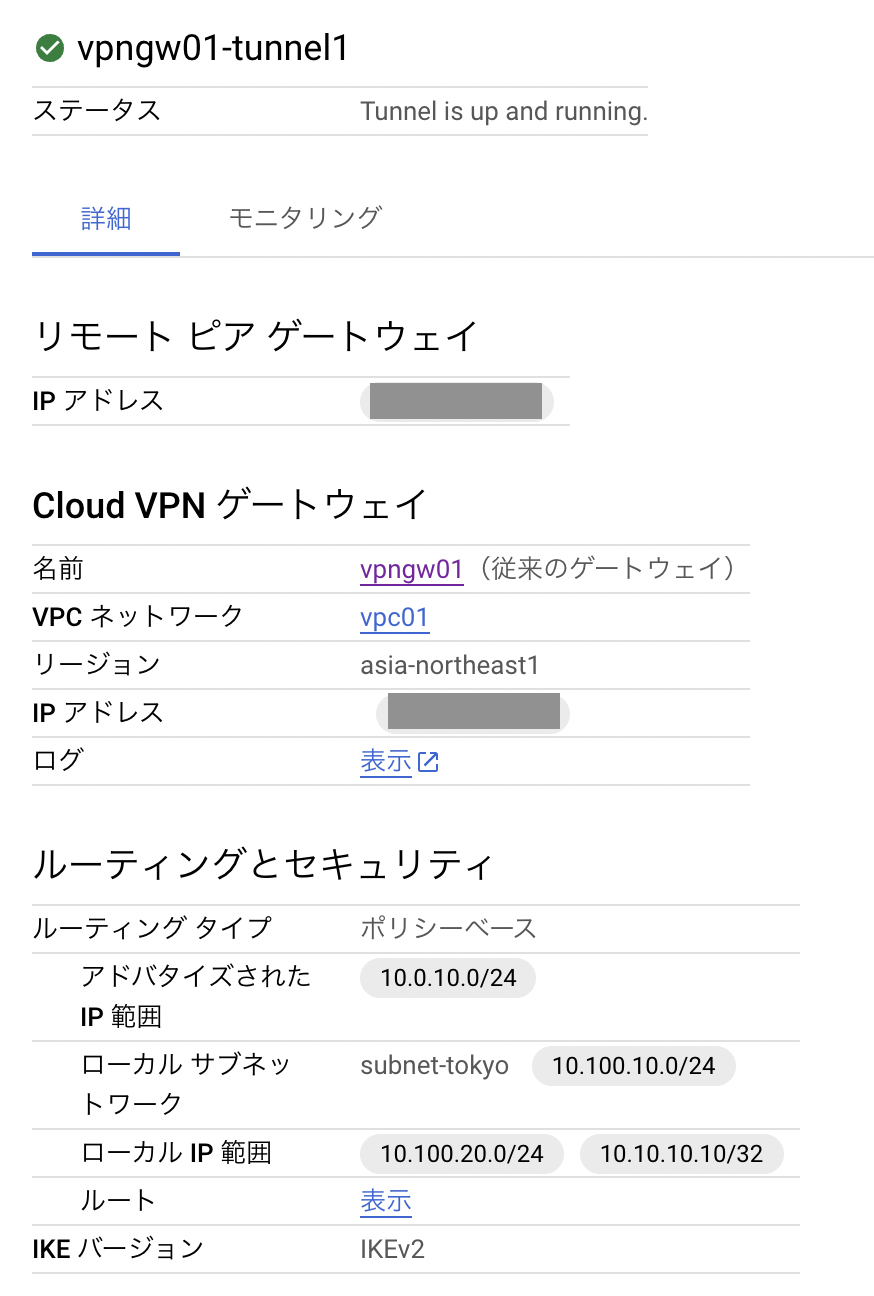 vpngw01-tunnel1
ステータス Tunnel is up and running.
詳細 モニタリング
リモート ピア ゲートウェイ
IP アドレス
Cloud VPN ゲートウェイ
名前 vpngw01（従来のゲートウェイ）
VPC ネットワーク vpc01
リージョン asia-northeast1
IP アドレス
ログ 表示
ルーティングとセキュリティ
ルーティング タイプ ポリシーベース
アドバタイズされた 10.0.10.0/24
IP 範囲
ローカル サブネッ subnet-tokyo 10.100.10.0/24
トワーク
ローカル IP 範囲 10.100.20.0/24 10.10.10.10/32
ルート 表示
IKE バージョン IKEv2